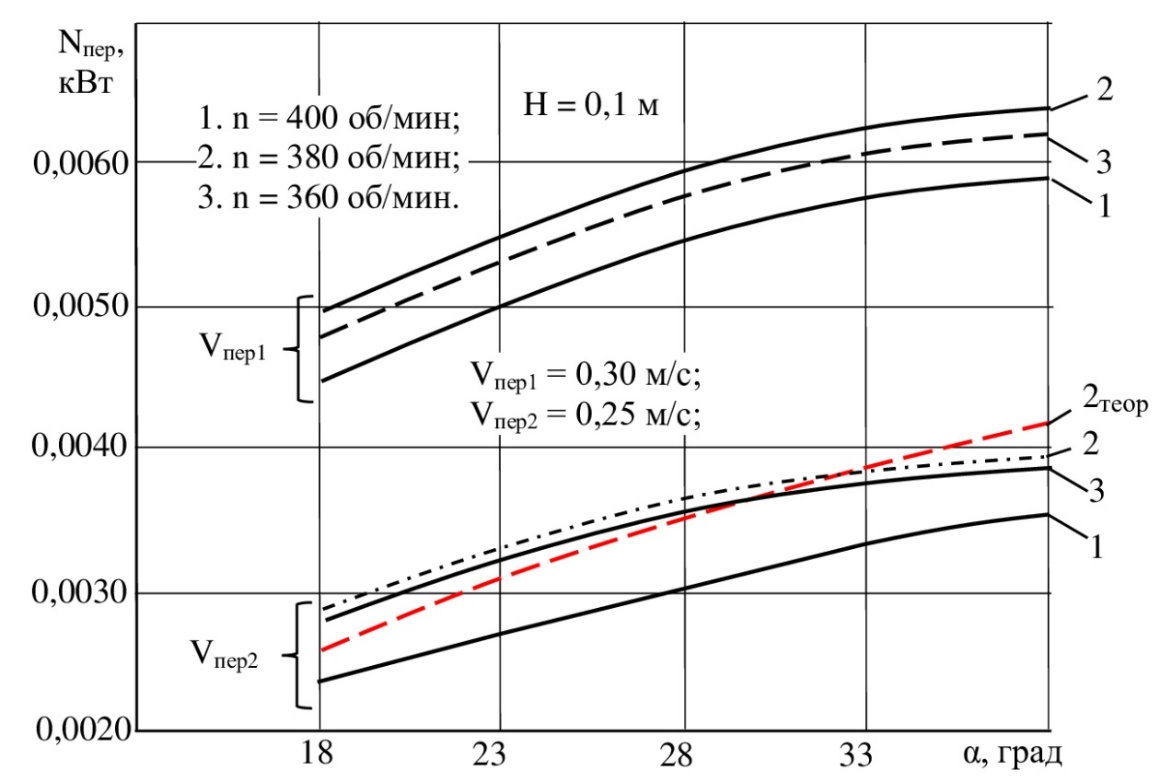 Nпер,
кВт
1. n = 400 об/мин;
2. n = 380 об/мин;
3. n = 360 об/мин.
H = 0,1 м
2
3
1
0,0060
0,0050
Vпер1
Vпер1 = 0,30 м/с;
Vпер2 = 0,25 м/с;
2теор
2
3
1
0,0040
0,0030
Vпер2
0,0020
18
23
28
33
α, град